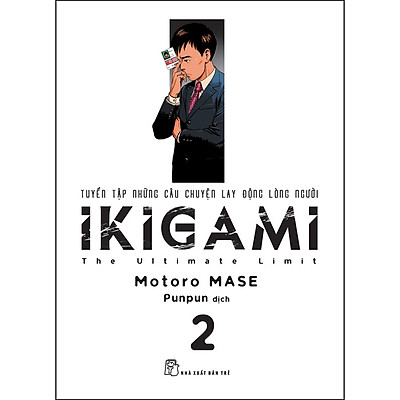 TUYỂN TẬP NHỮNG CÂU CHUYỆN LAY ĐỘNG LÒNG NGƯỜI
IKIGAMI
The Ultimate Limit
Motoro MASE
Punpun dịch
2
NHÀ XUẤT BẢN TRẺ